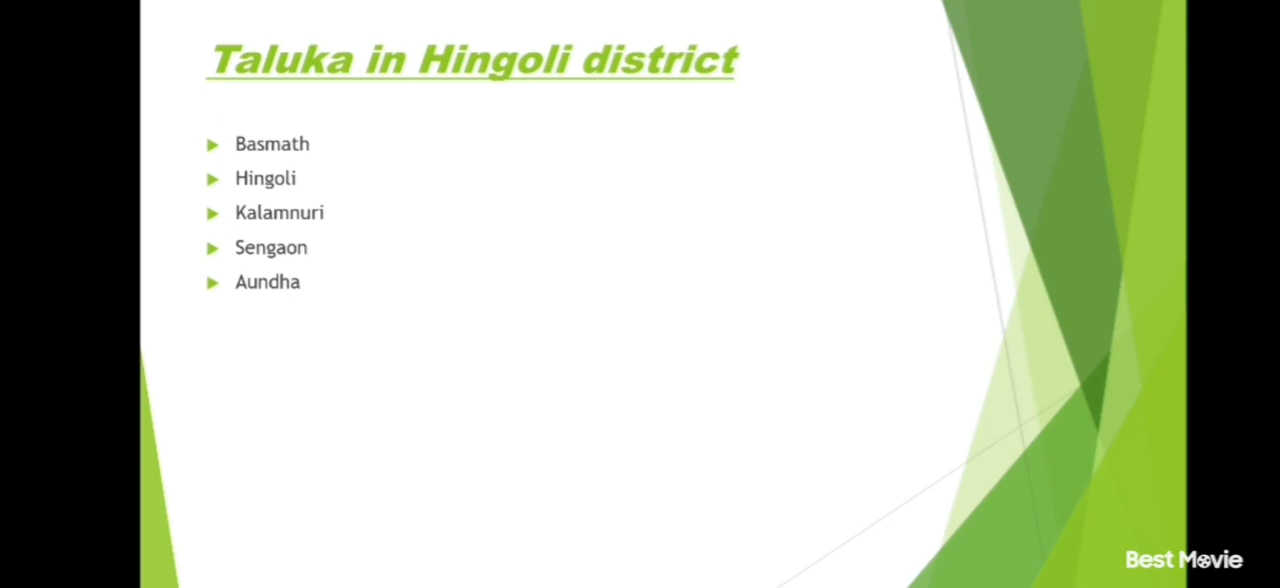 Taluka in Hingoli district
Basmath
Hingoli
Kalamnuri
Sengaon
Aundha
Best Movie